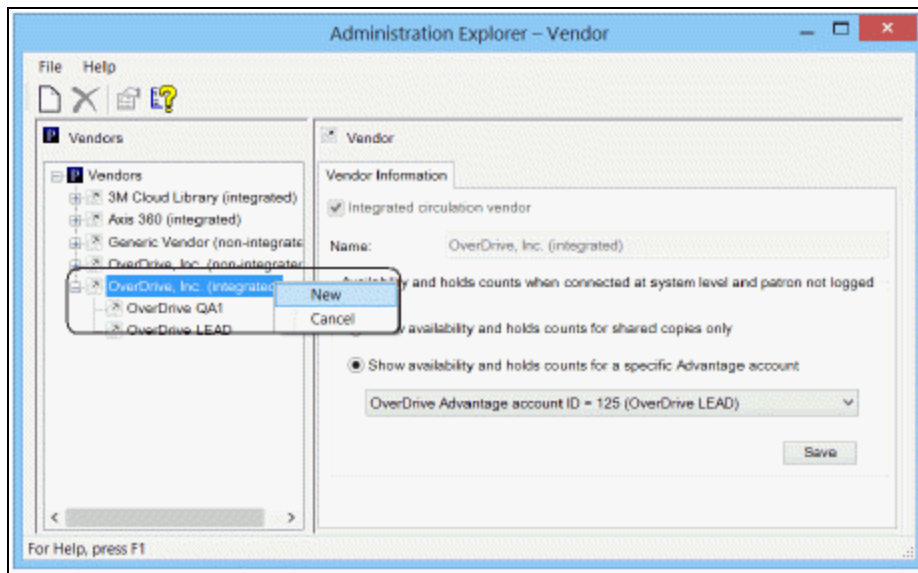 Administration Explorer – Vendor
File Help
Vendors
Vendors
3M Cloud Library (integrated)
Axis 360 (integrated)
Generic Vendor (non-integrate
OverDrive, Inc. (non-integrate
OverDrive, Inc. (integrated
OverDrive QA1
OverDrive LEAD
New
Cancel
Vendor
Vendor Information
Integrated circulation vendor
Name: OverDrive, Inc. (integrated)
and holds counts when connected at system level and patron not logged
availability and holds counts for shared copies only
Show availability and holds counts for a specific Advantage account
OverDrive Advantage account ID = 125 (OverDrive LEAD)
Save
For Help, press F1